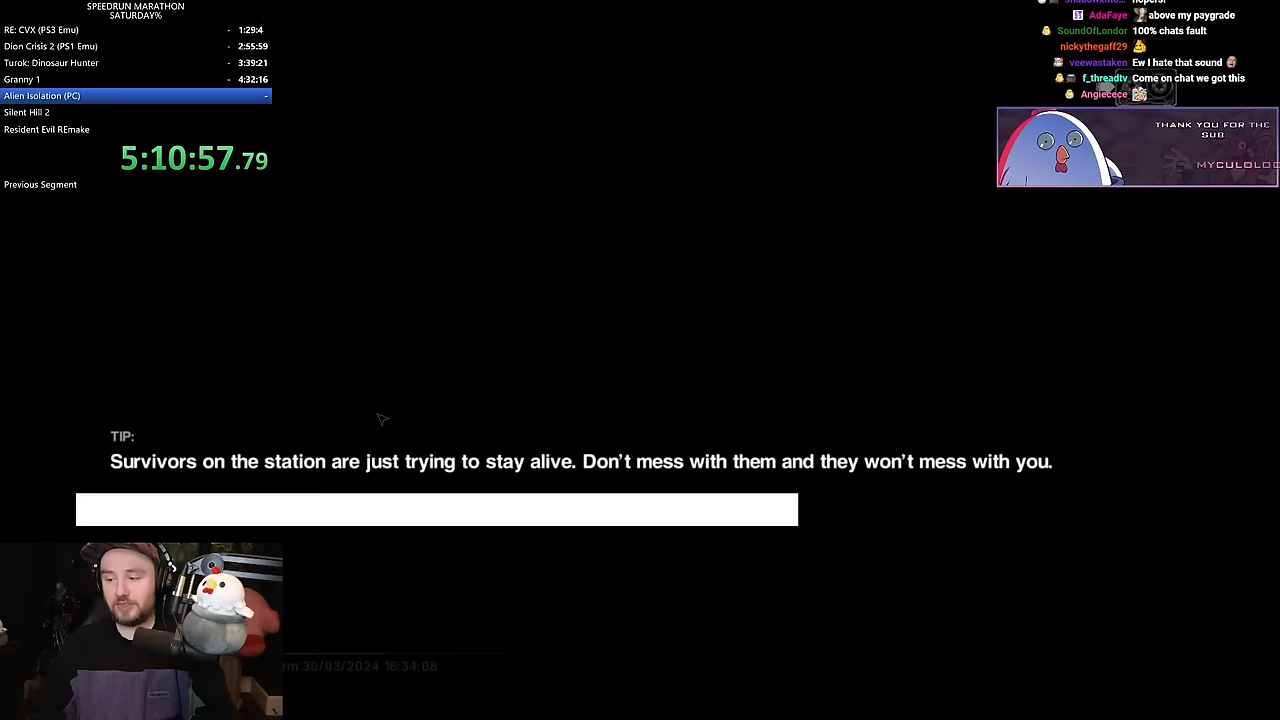 SPEEDRUN MARATHON
SATURDAY%
RE: CVX (PS3 Emu) - 1:29:4
Dion Crisis 2 (PS1 Emu) - 2:55:59
Turok: Dinosaur Hunter - 3:39:21
Granny 1 - 4:32:16
Alien Isolation (PC) -
Silent Hill 2
Resident Evil REmake
5:10:57.79
Previous Segment
AdaFaye above my paygrade
SoundOfLondor 100% chats fault
nickythegaff29
veewastaken Ew I hate that sound
f_threadtv Come on chat we got this
Angiecece
THANK YOU FOR THE
SUB
MYCULOLOC
TIP:
Survivors on the station are just trying to stay alive. Don't mess with them and they won't mess with you.
rm 30/03/2024 16:34:08